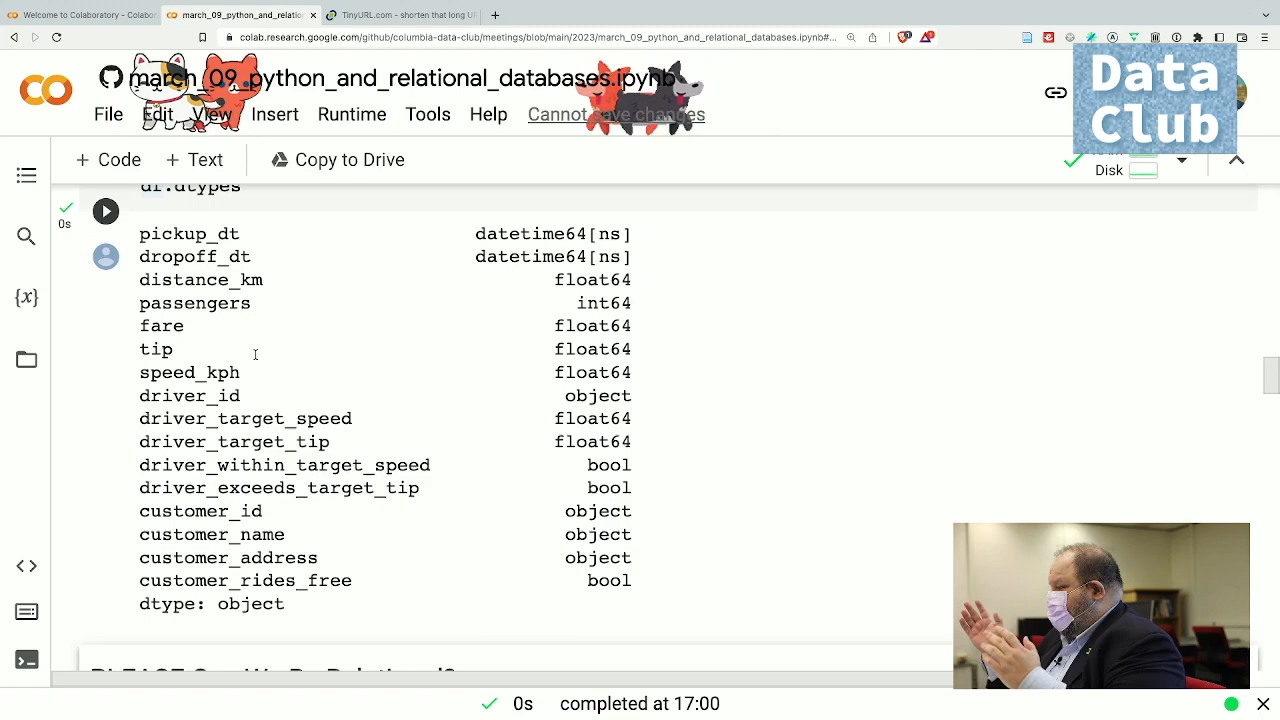 Welcome to Colaboratory - Colabor
march_09_python_and_relation
TinyURL.com - shorten that long UR
colab.research.google.com/github/columbia-data-club/meetings/blob/main/2023/march_09_python_and_relational_databases.ipynb#...
march_09_python_and_relational_databases.ipynb
Data
Club
File Edit View Insert Runtime Tools Help Cannot save changes
+ Code + Text Copy to Drive
Disk
df.dtypes
0s
pickup_dt datetime64[ns]
dropoff_dt datetime64[ns]
distance_km float64
{x}
passengers int64
fare float64
tip float64
speed_kph float64
driver_id object
driver_target_speed float64
driver_target_tip float64
driver_within_target_speed bool
driver_exceeds_target_tip bool
customer_id object
customer_name object
customer_address object
customer_rides_free bool
dtype: object
0s completed at 17:00